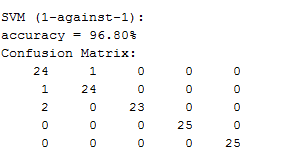 SVM (1-against-1):
accuracy = 96.80%
Confusion Matrix:
24 1 0 0 0
1 24 0 0 0
2 0 23 0 0
0 0 0 25 0
0 0 0 0 25